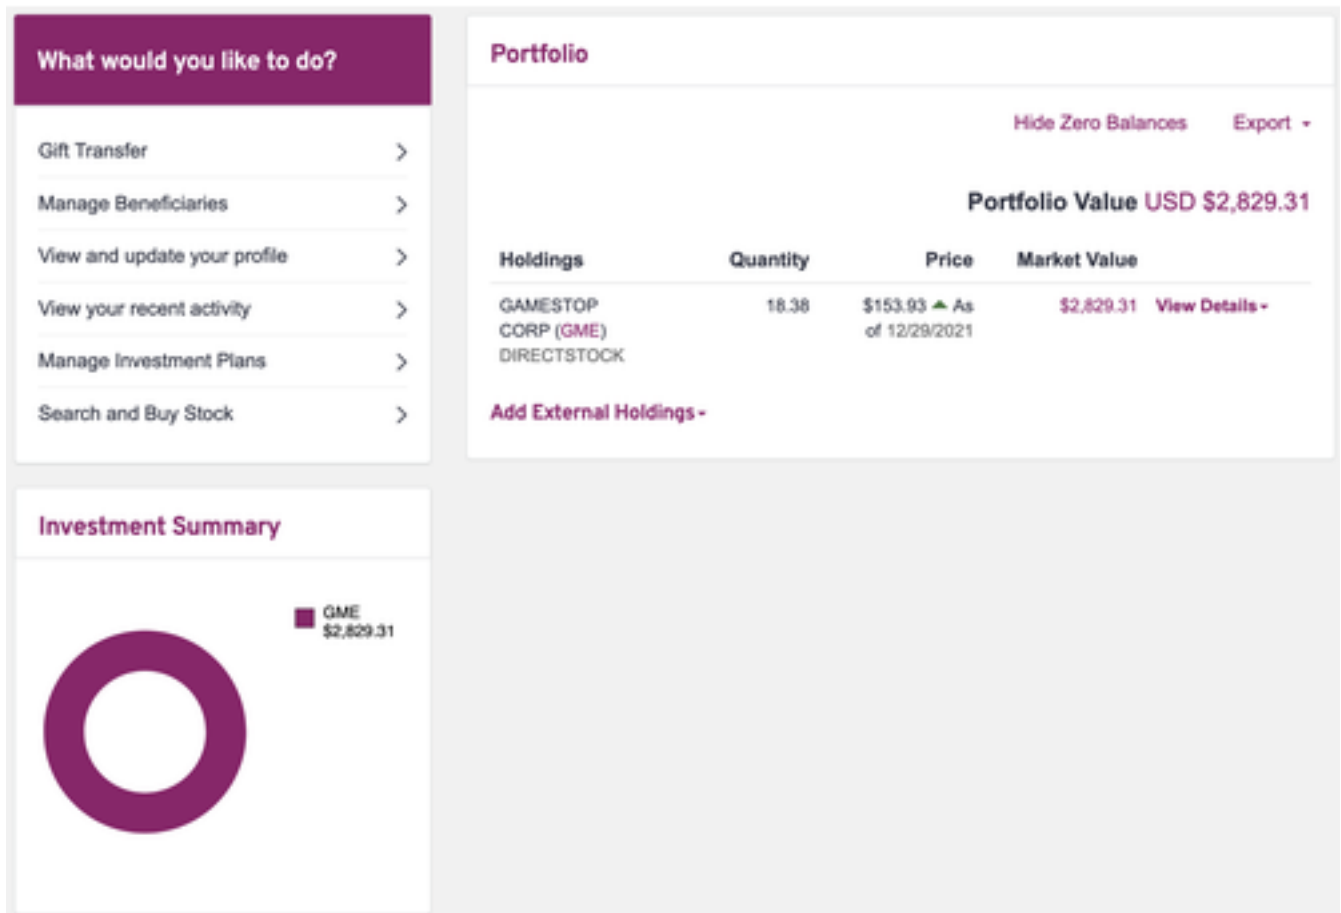 What would you like to do?
Gift Transfer
Manage Beneficiaries
View and update your profile
View your recent activity
Manage Investment Plans
Search and Buy Stock
Portfolio
Hide Zero Balances Export
Portfolio Value USD $2,829.31
Holdings Quantity Price Market Value
GAMESTOP 18.38 $153.93 As $2,829.31 View Details
CORP (GME) of 12/29/2021
DIRECTSTOCK
Add External Holdings
Investment Summary
GME
$2,829.31